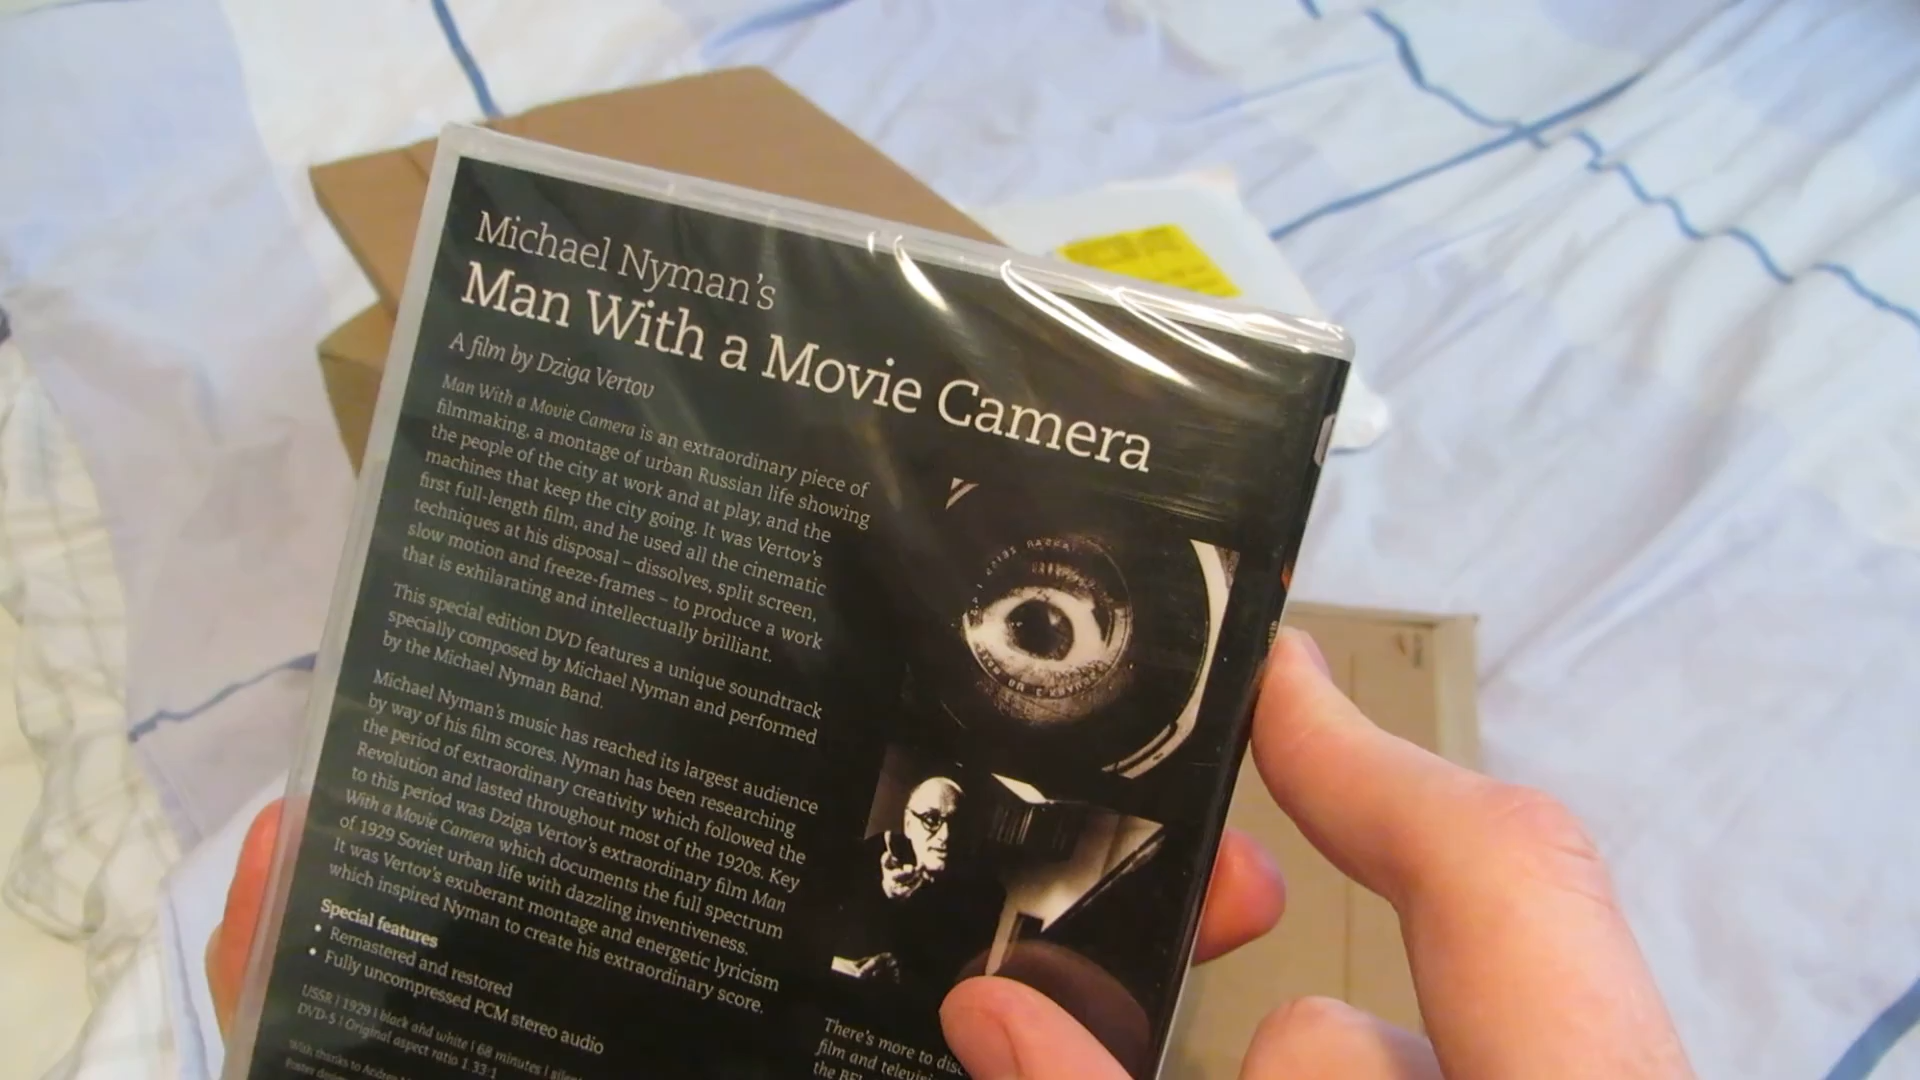 Michael Nyman's
Man With a Movie Camera
A film by Dziga Vertov
Man With a Movie Camera is an extraordinary piece of
filmmaking, a montage of urban Russian life showing
the people of the city at work and at play, and the
machines that keep the city going. It was Vertov's
first full-length film, and he used all the cinematic
techniques at his disposal – dissolves, split screen,
slow motion and freeze-frames – to produce a work
that is exhilarating and intellectually brilliant.
This special edition DVD features a unique soundtrack
specially composed by Michael Nyman and performed
by the Michael Nyman Band.
Michael Nyman's music has reached its largest audience
by way of his film scores. Nyman has been researching
the period of extraordinary creativity which followed the
Revolution and lasted throughout most of the 1920s. Key
to this period was Dziga Vertov's extraordinary film Man
With a Movie Camera which documents the full spectrum
of 1929 Soviet urban life with dazzling inventiveness.
It was Vertov's exuberant montage and energetic lyricism
which inspired Nyman to create his extraordinary score.
Special features
• Remastered and restored
• Fully uncompressed PCM stereo audio
USSR | 1929 | black and white | 68 minutes | silent
DVD-5 | Original aspect ratio 1.33:1
With thanks to Andrew
Poster
There's more to disc
film and televisi
the BFI